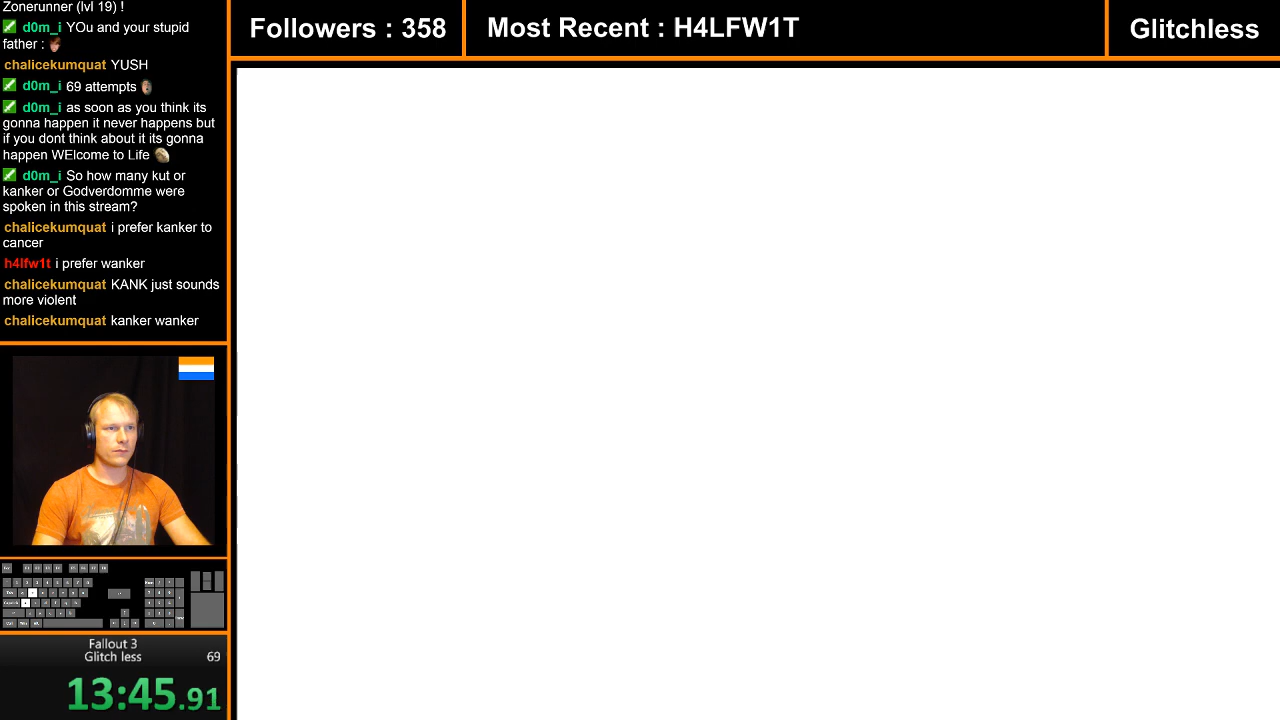 Followers : 358
Most Recent : H4LFW1T
Glitchless
Zonerunner (lvl 19) !
d0m_i YOu and your stupid
father :
chalicekumquat YUSH
d0m_i 69 attempts
d0m_i as soon as you think its
gonna happen it never happens but
if you dont think about it its gonna
happen WElcome to Life
d0m_i So how many kut or
kanker or Godverdomme were
spoken in this stream?
chalicekumquat i prefer kanker to
cancer
h4lfw1t i prefer wanker
chalicekumquat KANK just sounds
more violent
chalicekumquat kanker wanker
Fallout 3
Glitch less 69
13:45.91